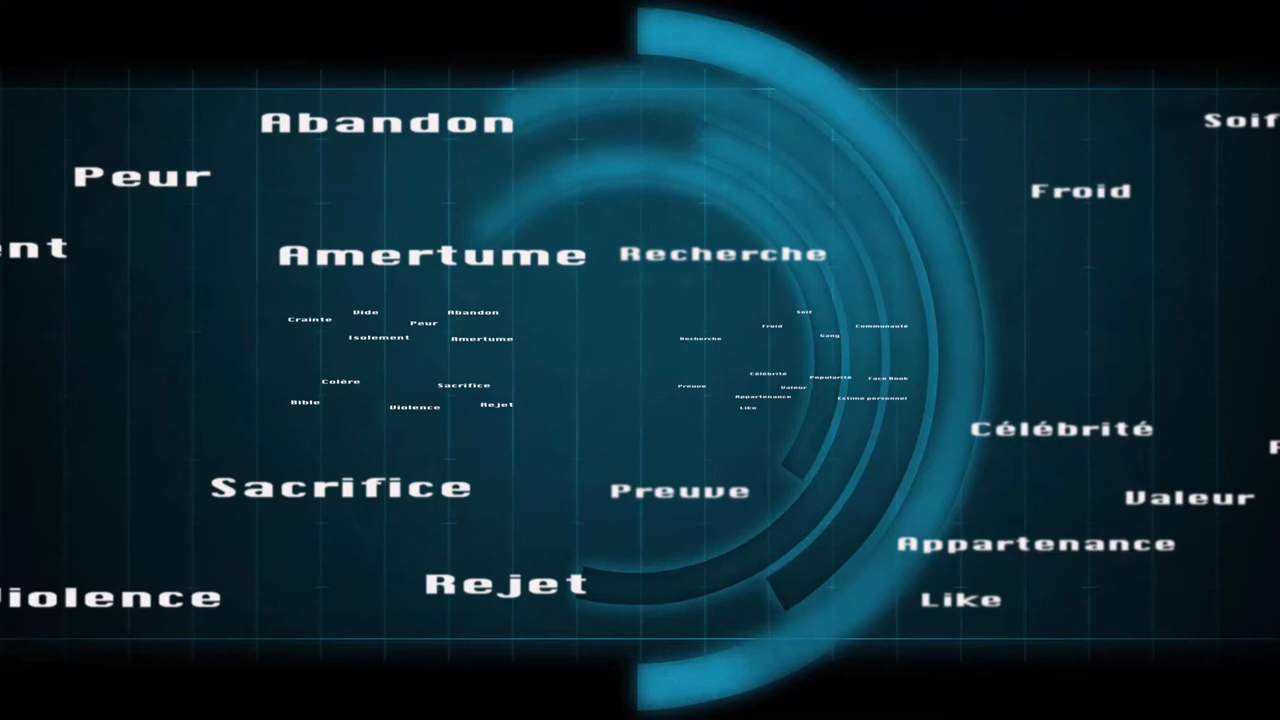 Abandon
Soif
Peur
Froid
ent
Amertume
Recherche
Vide
Abandon
Soif
Crainte
Peur
Froid
Communauté
Isolement
Amertume
Recherche
Gang
Célébrité
Popularité
Face Book
Colère
Sacrifice
Preuve
Valeur
Bible
Violence
Rejet
Appartenance
Estime personnel
Like
Célébrité
Sacrifice
Preuve
Valeur
Appartenance
Rejet
iolence
Like